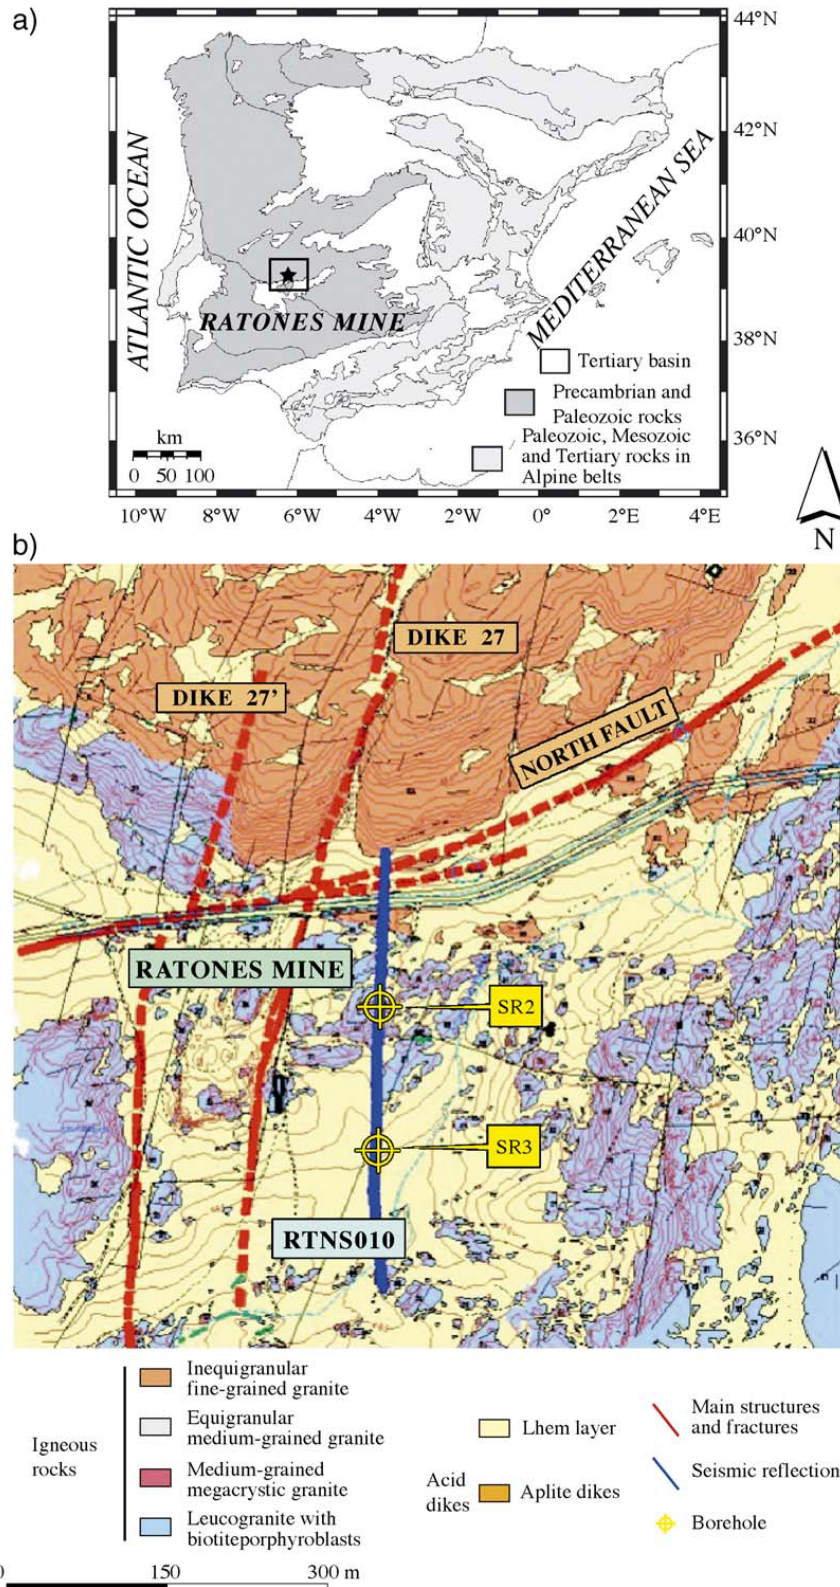 a)
44°N
42°N
40°N
38°N
36°N
ATLANTIC OCEAN
MEDITERRANEAN SEA
RATONES MINE
Tertiary basin
Precambrian and
Paleozoic rocks
Paleozoic, Mesozoic
and Tertiary rocks in
Alpine belts
km
0 50 100
10°W 8°W 6°W 4°W 2°W 0° 2°E 4°E
N
b)
DIKE 27
DIKE 27'
NORTH FAULT
RATONES MINE
SR2
SR3
RTNS010
Igneous
rocks
Inequigranular
fine-grained granite
Equigranular
medium-grained granite
Medium-grained
megacrystic granite
Leucogranite with
biotiteporphyroblasts
Lhem layer
Acid
dikes
Aplite dikes
Main structures
and fractures
Seismic reflection
Borehole
0 150 300 m